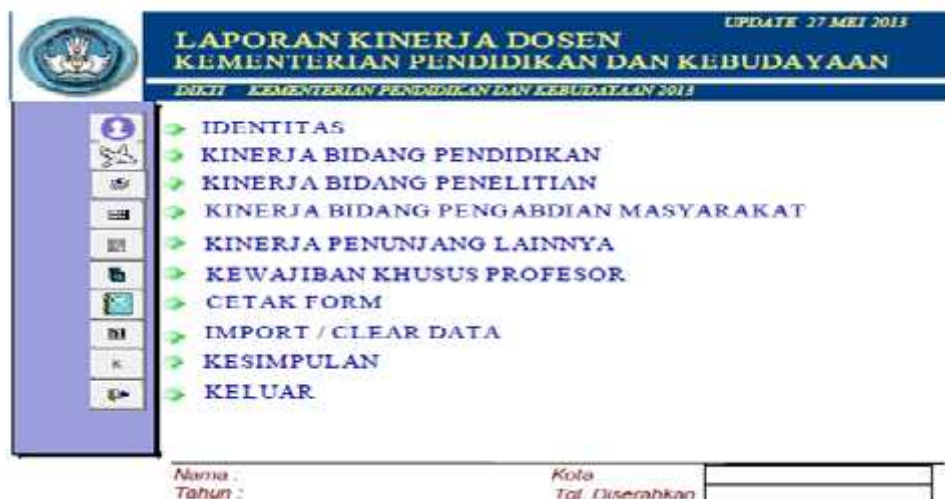 UPDATE 27 MEI 2013
LAPORAN KINERJA DOSEN
KEMENTERIAN PENDIDIKAN DAN KEBUDAYAAN
DIKTI KEMENTERIAN PENDIDIKAN DAN KEBUDAYAAN 2013
IDENTITAS
KINERJA BIDANG PENDIDIKAN
KINERJA BIDANG PENELITIAN
KINERJA BIDANG PENGABDIAN MASYARAKAT
KINERJA PENUNJANG LAINNYA
KEWAJIBAN KHUSUS PROFESOR
CETAK FORM
IMPORT / CLEAR DATA
K KESIMPULAN
KELUAR
Nama : Kota
Tahun : Tgl. Diserahkan